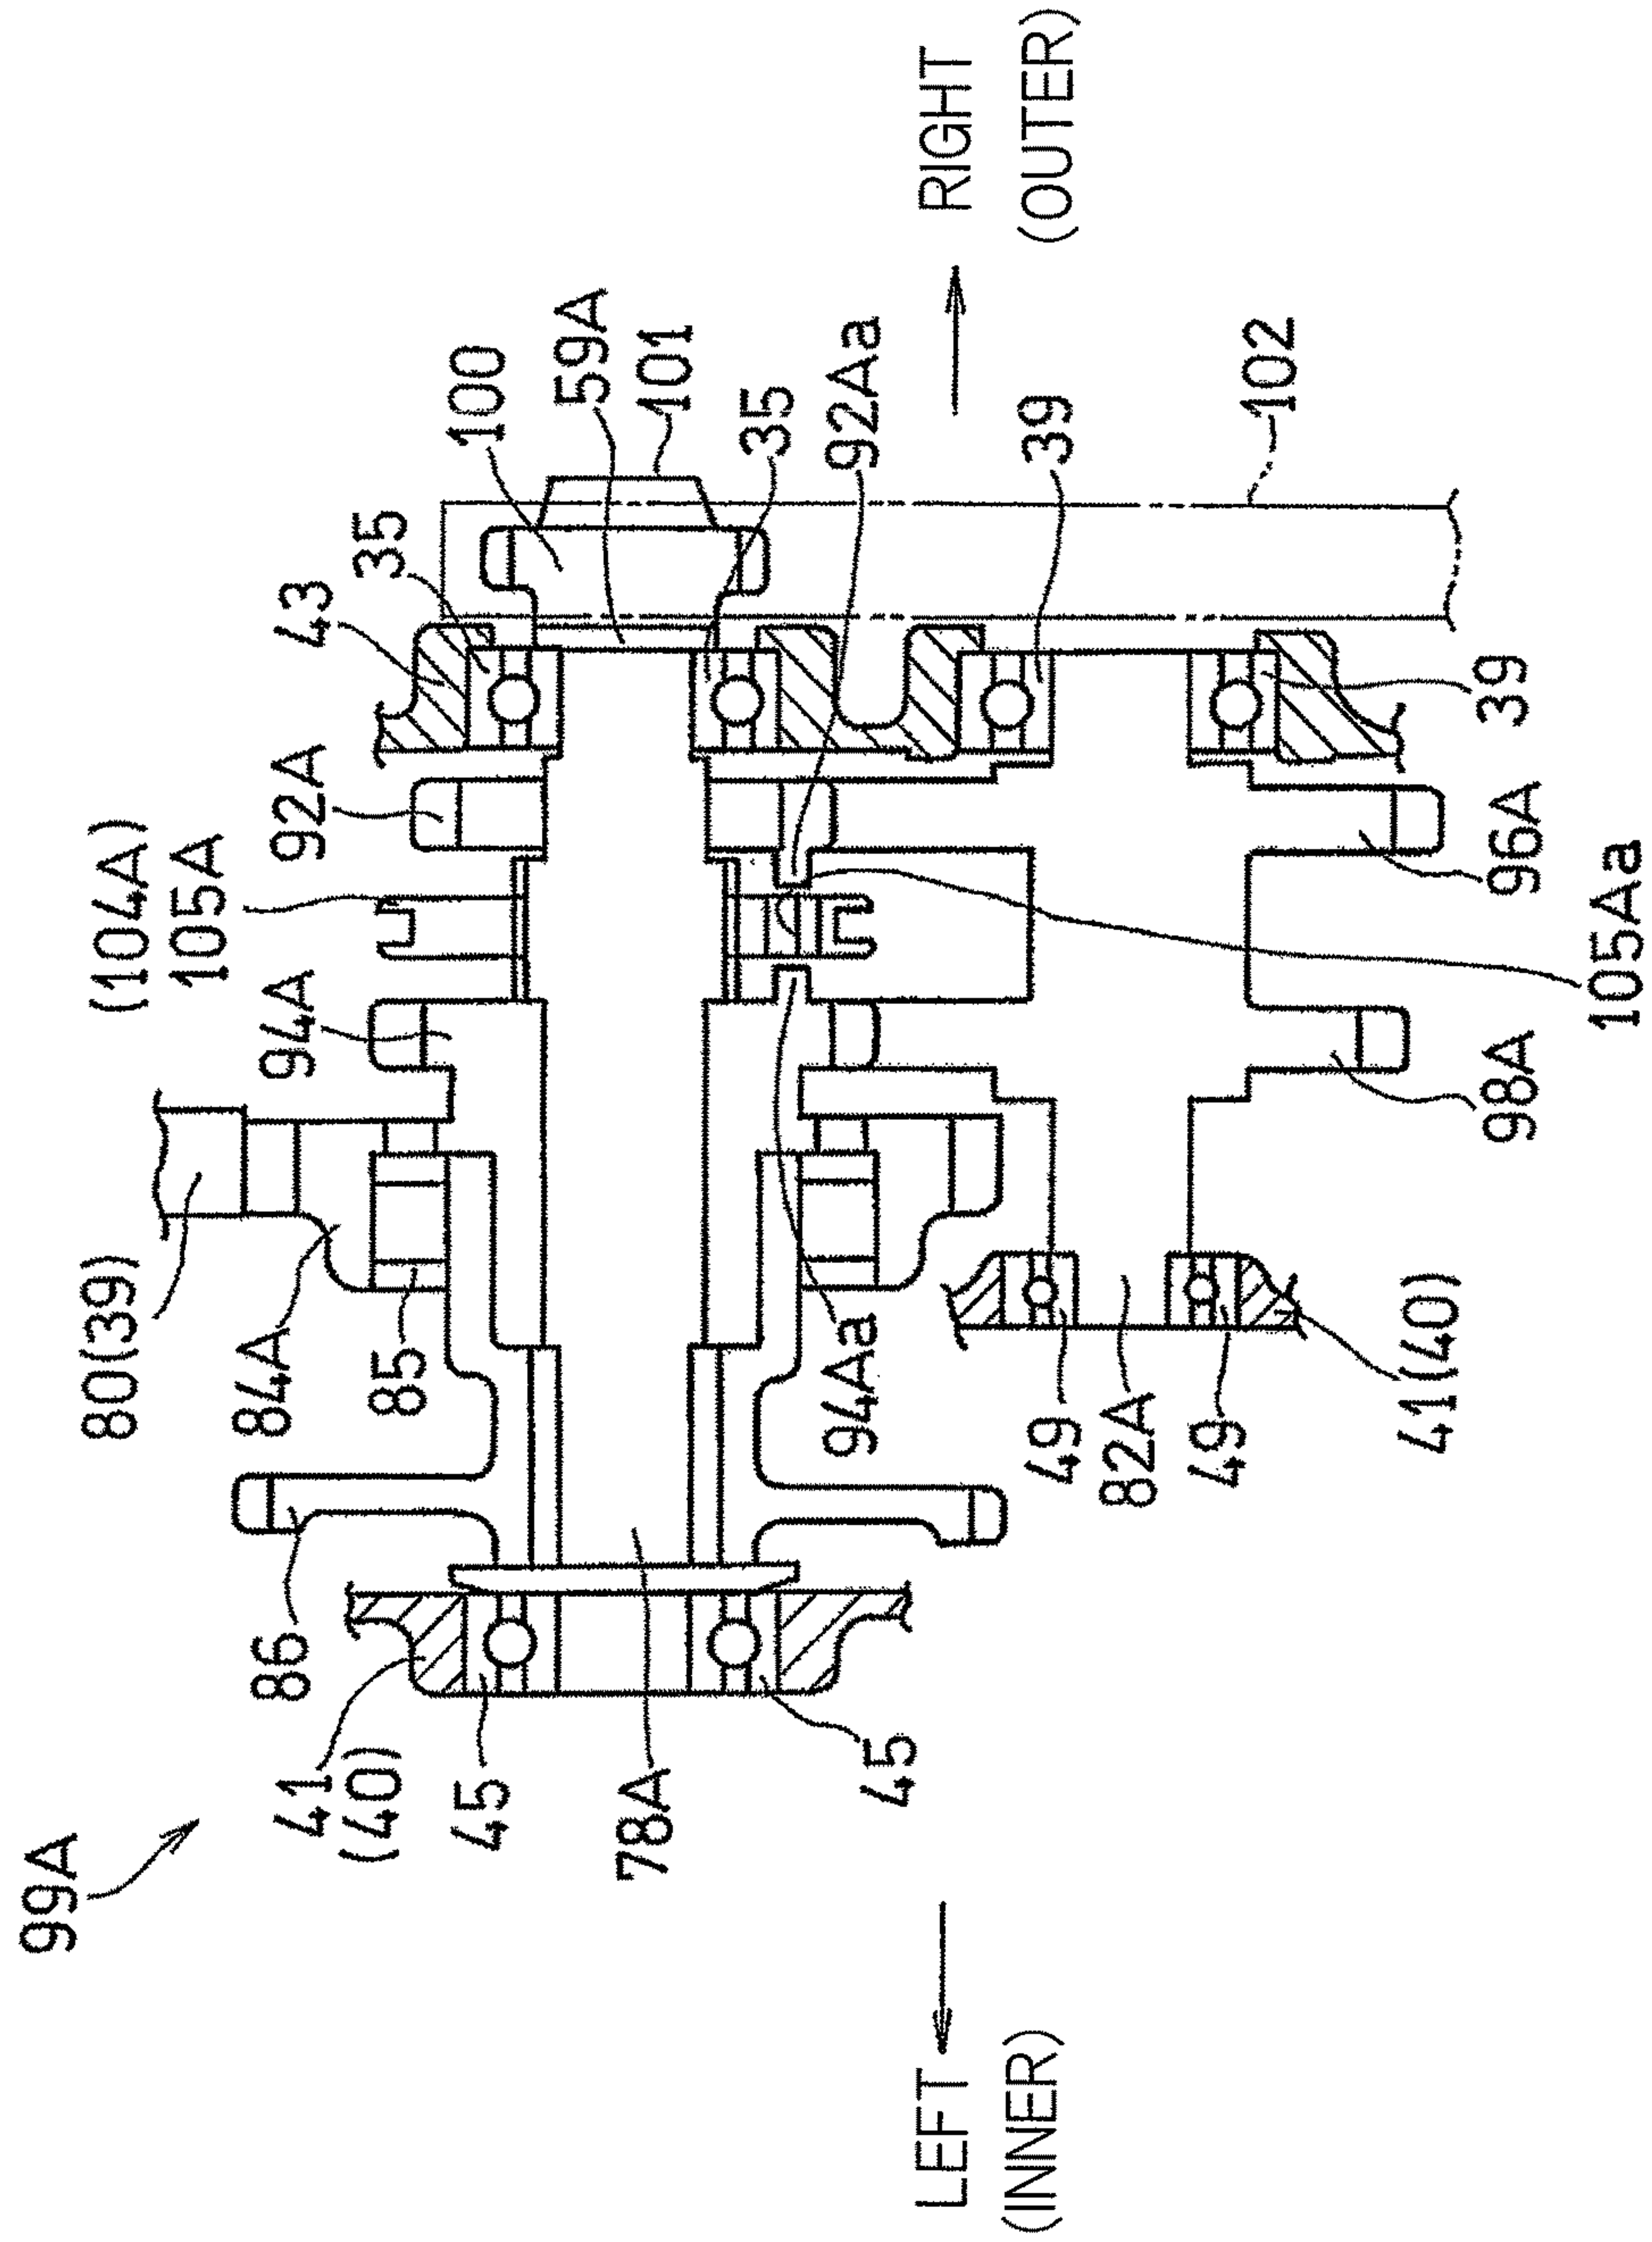 99A
80(39)
84A
85
86
41
(40)
45
78A
45
94A
(104A)
105A
92A
43
35
100
59A
101
35
92Aa
39
102
39
96A
105Aa
98A
94Aa
49
82A
49
41(40)
LEFT
(INNER)
RIGHT
(OUTER)